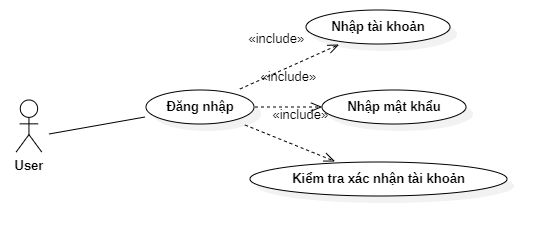 Nhập tài khoản
«include»
«include»
Đăng nhập
Nhập mật khẩu
«include»
User
Kiểm tra xác nhận tài khoản